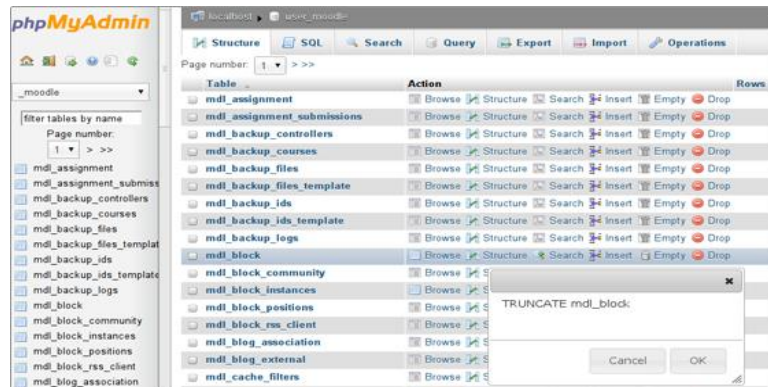 phpMyAdmin
_moodle
filter tables by name
Page number:
1 > >>
mdl_assignment
mdl_assignment_submiss
mdl_backup_controllers
mdl_backup_courses
mdl_backup_files
mdl_backup_files_templat
mdl_backup_ids
mdl_backup_ids_template
mdl_backup_logs
mdl_block
mdl_block_community
mdl_block_instances
mdl_block_positions
mdl_block_rss_client
mdl_blog_association
localhost user_moodle
Structure SQL Search Query Export Import Operations
Page number: 1 > >>
Table Action Rows
mdl_assignment Browse Structure Search Insert Empty Drop
mdl_assignment_submissions Browse Structure Search Insert Empty Drop
mdl_backup_controllers Browse Structure Search Insert Empty Drop
mdl_backup_courses Browse Structure Search Insert Empty Drop
mdl_backup_files Browse Structure Search Insert Empty Drop
mdl_backup_files_template Browse Structure Search Insert Empty Drop
mdl_backup_ids Browse Structure Search Insert Empty Drop
mdl_backup_ids_template Browse Structure Search Insert Empty Drop
mdl_backup_logs Browse Structure Search Insert Empty Drop
mdl_block Browse Structure Search Insert Empty Drop
mdl_block_community Browse S
mdl_block_instances Browse S
mdl_block_positions Browse S
mdl_block_rss_client Browse S
mdl_blog_association Browse S
mdl_blog_external Browse S
mdl_cache_filters Browse S
TRUNCATE mdl_block
Cancel OK